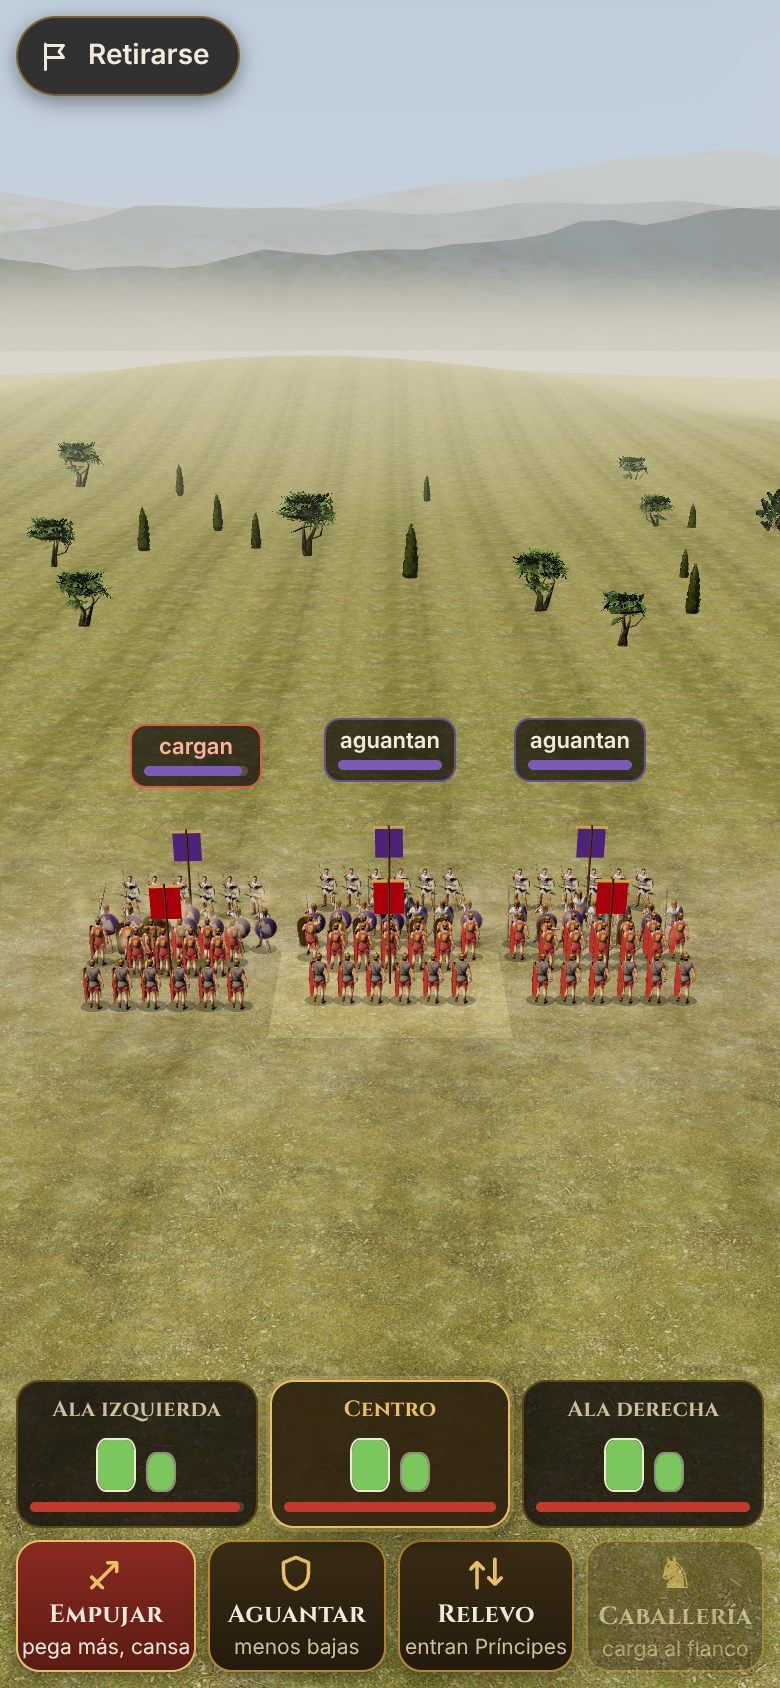 Retirarse
cargan
aguantan
aguantan
Ala izquierda
Centro
Ala derecha
Empujar
pega más, cansa
Aguantar
menos bajas
Relevo
entran Príncipes
Caballería
carga al flanco